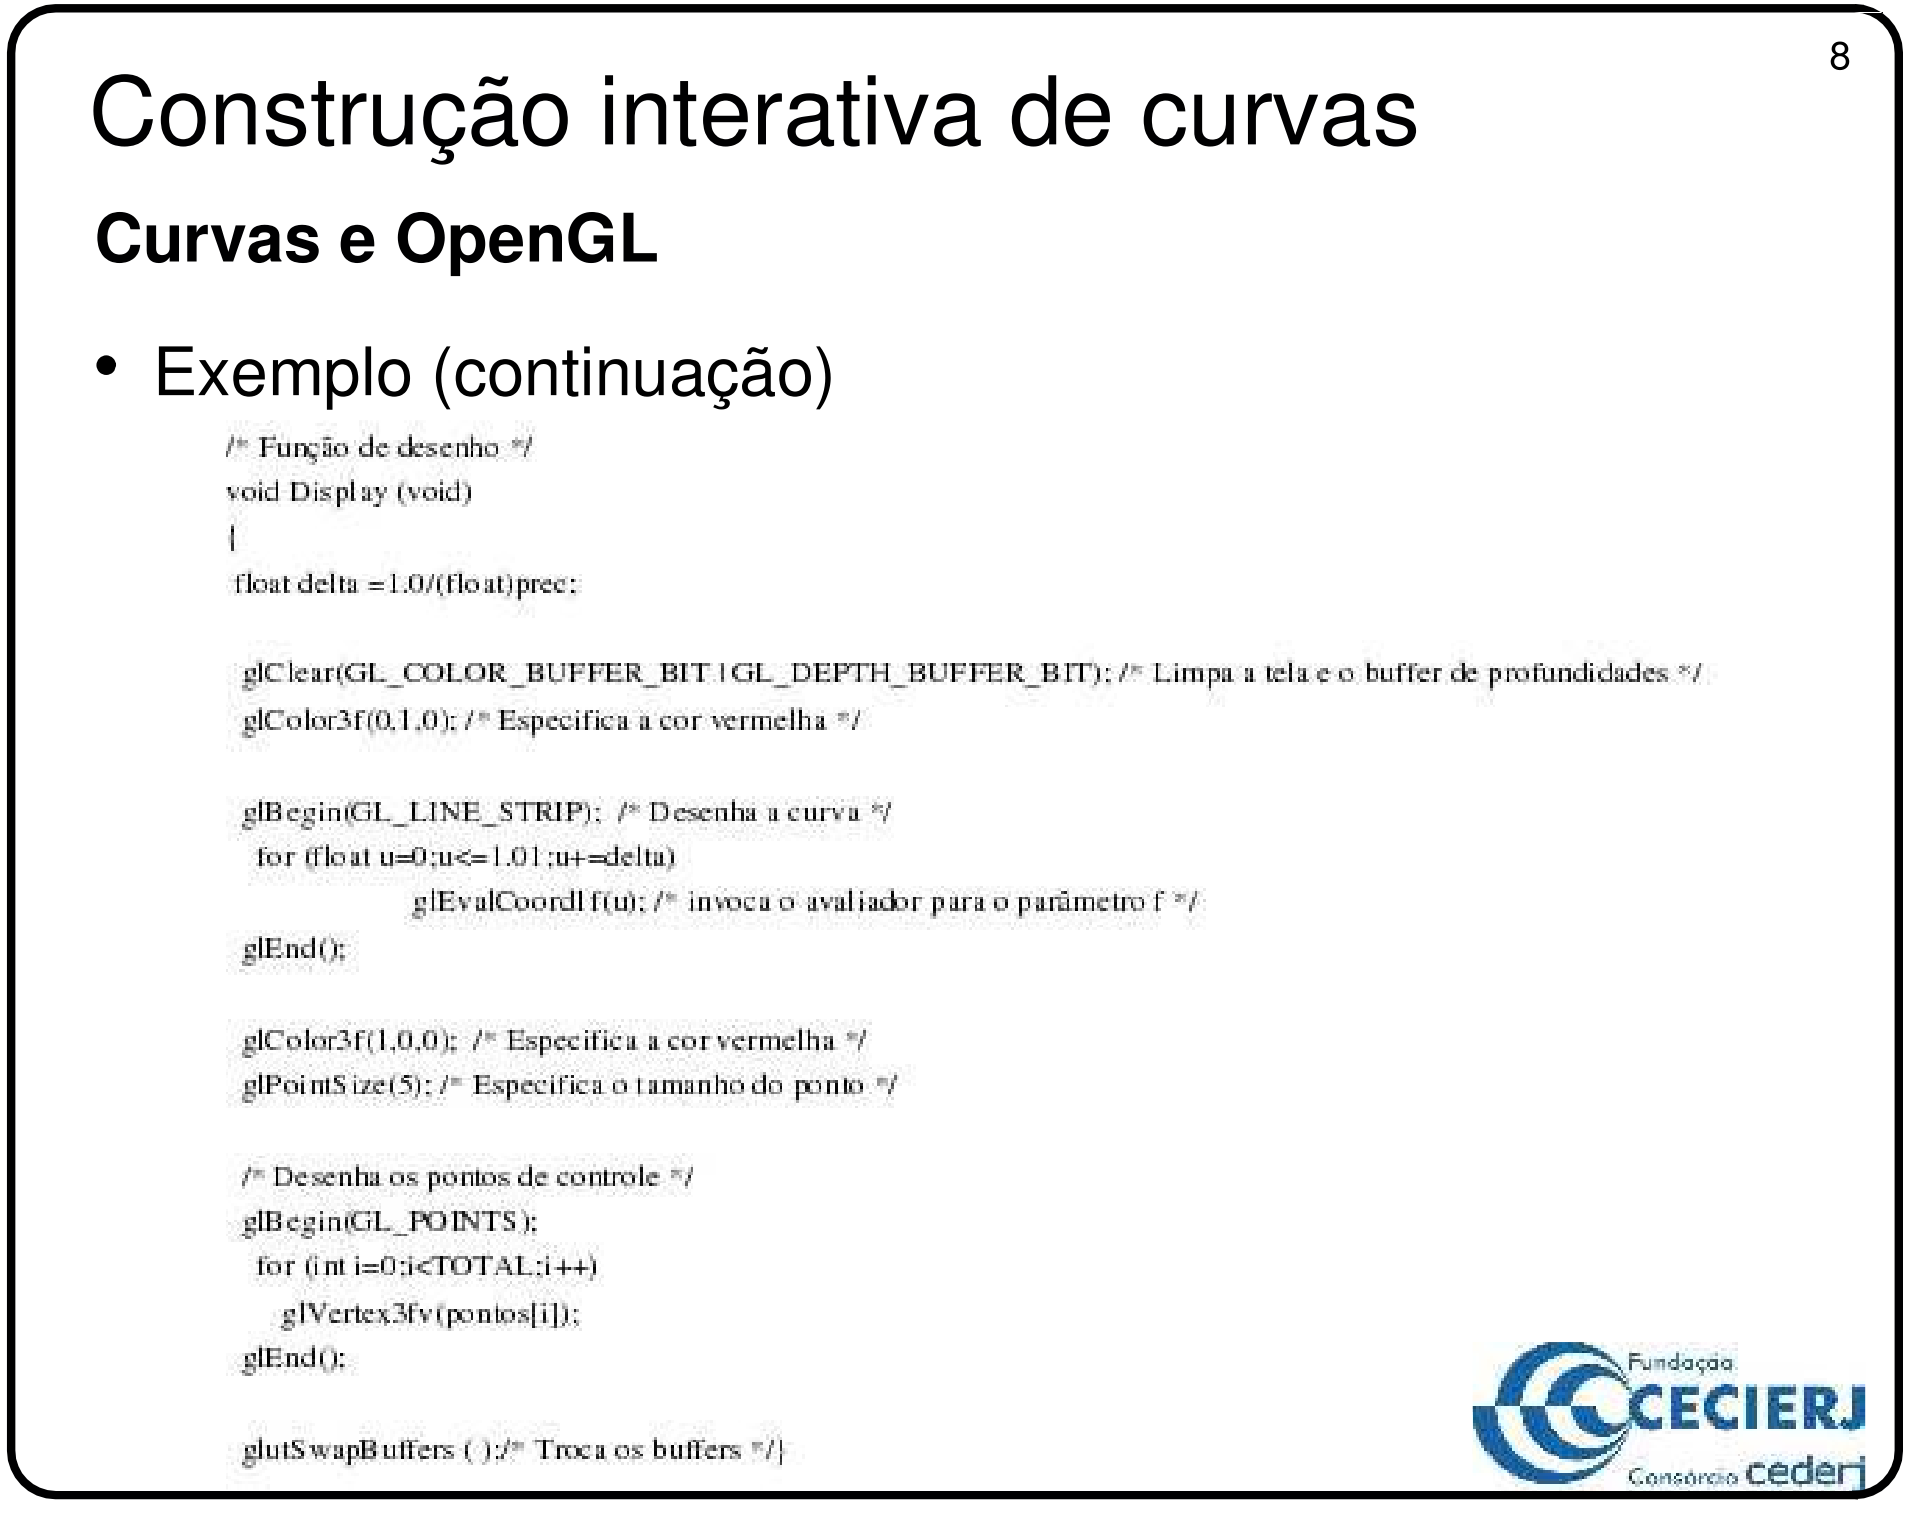 8
Construção interativa de curvas
Curvas e OpenGL
• Exemplo (continuação)
/* Função de desenho */
void Display (void)
{
float delta =1.0/(float)prec;
glClear(GL_COLOR_BUFFER_BIT | GL_DEPTH_BUFFER_BIT); /* Limpa a tela e o buffer de profundidades */
glColor3f(0,1,0); /* Especifica a cor vermelha */
glBegin(GL_LINE_STRIP); /* Desenha a curva */
for (float u=0;u<=1.01;u+=delta)
glEvalCoord1f(u); /* invoca o avaliador para o parâmetro f */
glEnd();
glColor3f(1,0,0); /* Especifica a cor vermelha */
glPointSize(5); /* Especifica o tamanho do ponto */
/* Desenha os pontos de controle */
glBegin(GL_POINTS);
for (int i=0;i<TOTAL;i++)
glVertex3fv(pontos[i]);
glEnd();
glutSwapBuffers ( );/* Troca os buffers */}
Fundação
CECIERJ
Consórcio cederj